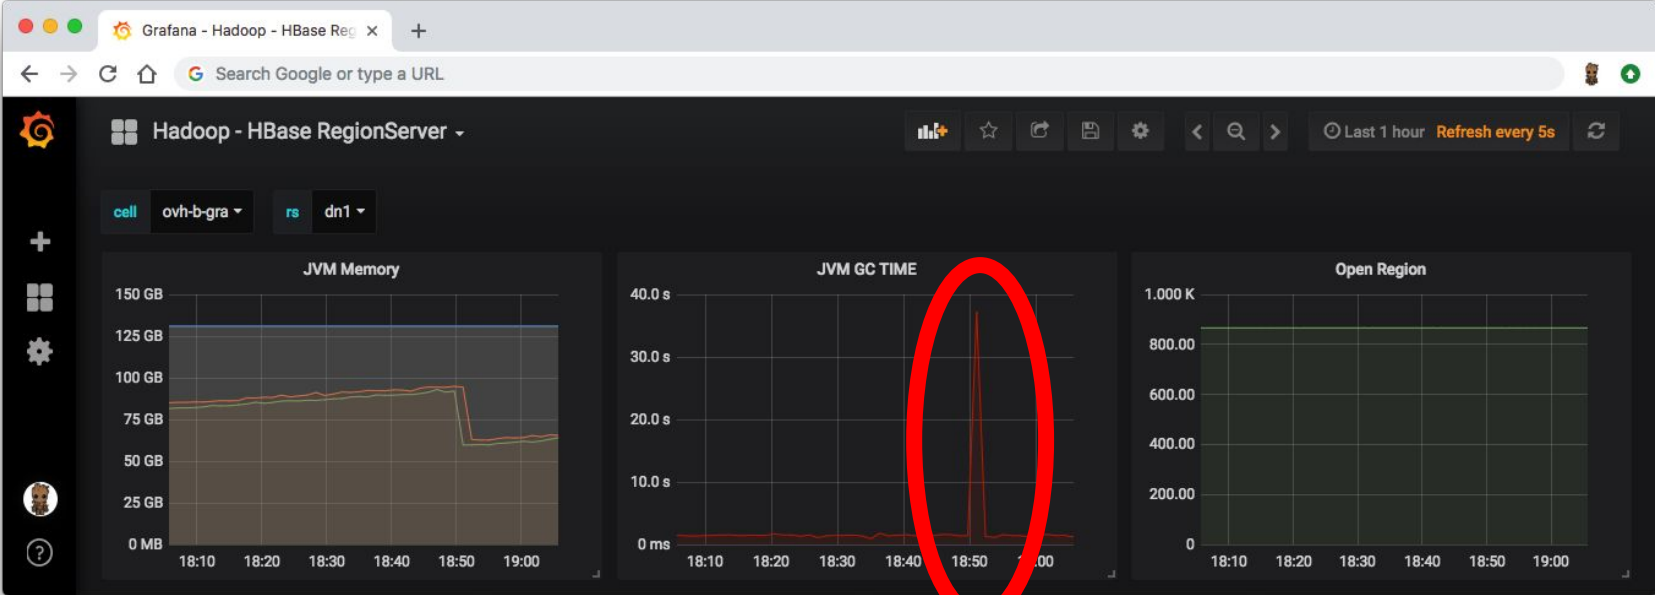 Grafana - Hadoop - HBase Reg
Search Google or type a URL
Hadoop - HBase RegionServer
Last 1 hour Refresh every 5s
cell ovh-b-gra rs dn1
JVM Memory
150 GB
125 GB
100 GB
75 GB
50 GB
25 GB
0 MB
18:10 18:20 18:30 18:40 18:50 19:00
JVM GC TIME
40.0 s
30.0 s
20.0 s
10.0 s
0 ms
18:10 18:20 18:30 18:40 18:50 :00
Open Region
1.000 K
800.00
600.00
400.00
200.00
0
18:10 18:20 18:30 18:40 18:50 19:00